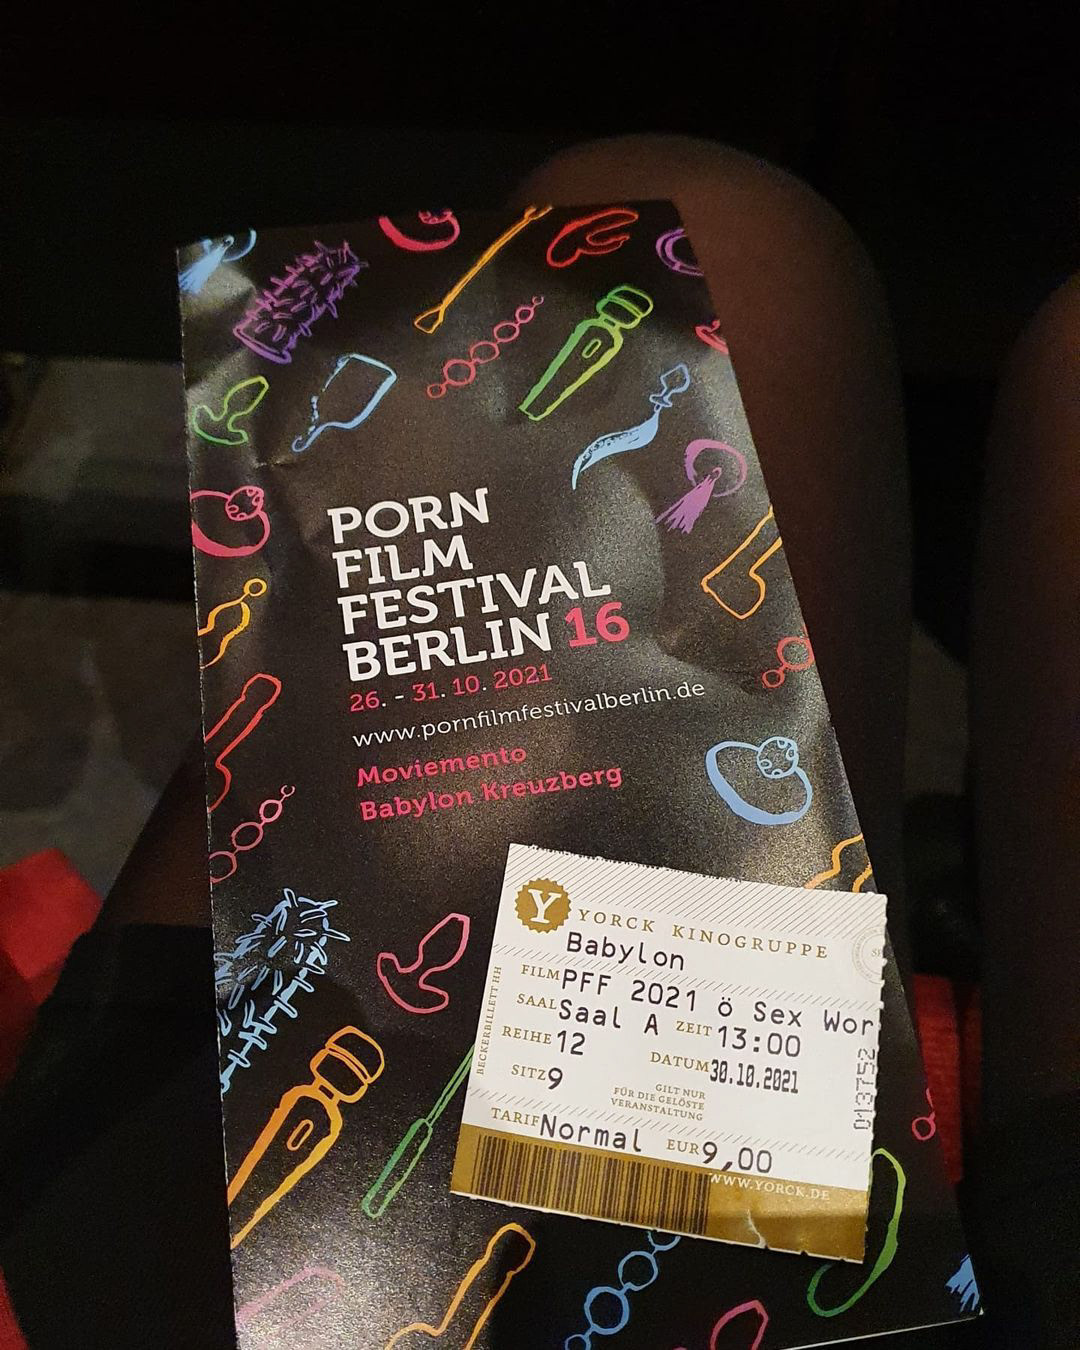 PORN
FILM
FESTIVAL
BERLIN 16
26. - 31. 10. 2021
www.pornfilmfestivalberlin.de
Moviemento
Babylon Kreuzberg
Y YORCK KINOGRUPPE
Babylon
FILM PFF 2021 ö Sex Wor
SAAL Saal A ZEIT 13:00
REIHE 12 DATUM 30.10.2021
SITZ 9
GILT NUR
FÜR DIE GELÖSTE
VERANSTALTUNG
TARIF Normal EUR 9,00
WWW.YORCK.DE
BECKERBILLETT HH
013752